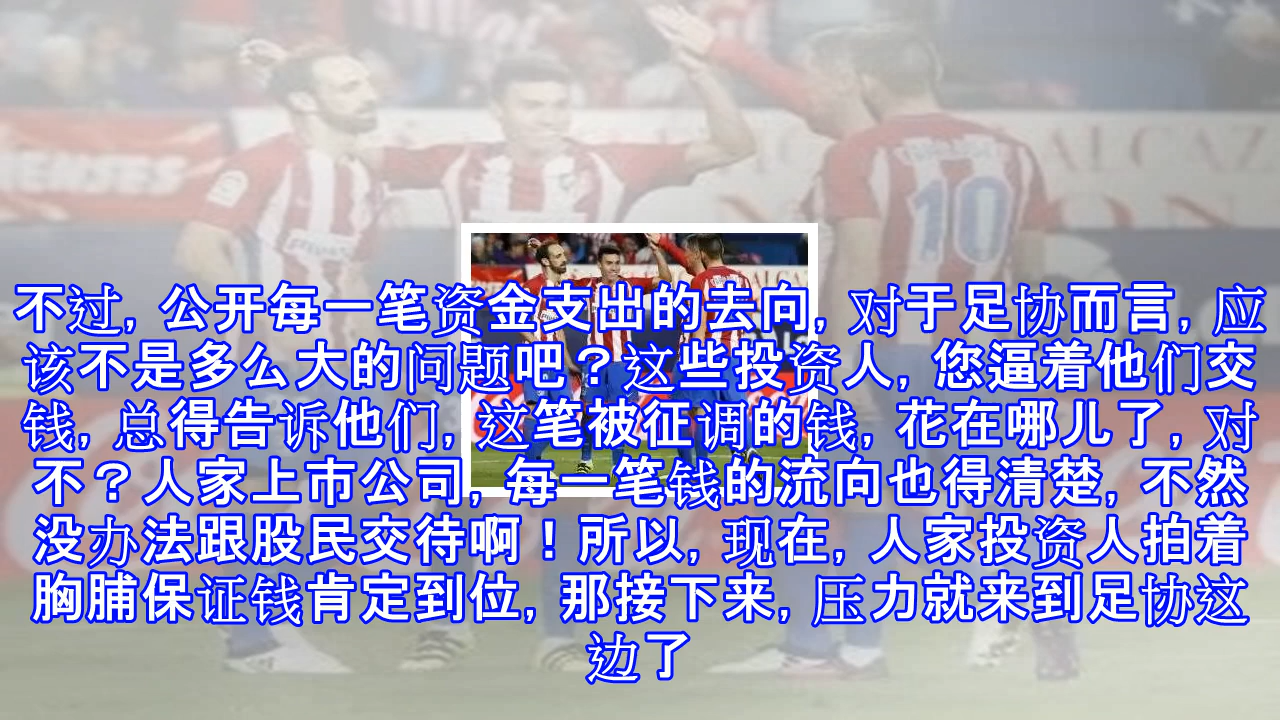 不过, 公开每一笔资金支出的去向, 对于足协而言, 应
该不是多么大的问题吧？这些投资人, 您逼着他们交
钱, 总得告诉他们, 这笔被征调的钱, 花在哪儿了, 对
不？人家上市公司, 每一笔钱的流向也得清楚, 不然
没办法跟股民交待啊！所以, 现在, 人家投资人拍着
胸脯保证钱肯定到位, 那接下来, 压力就来到足协这
边了
10